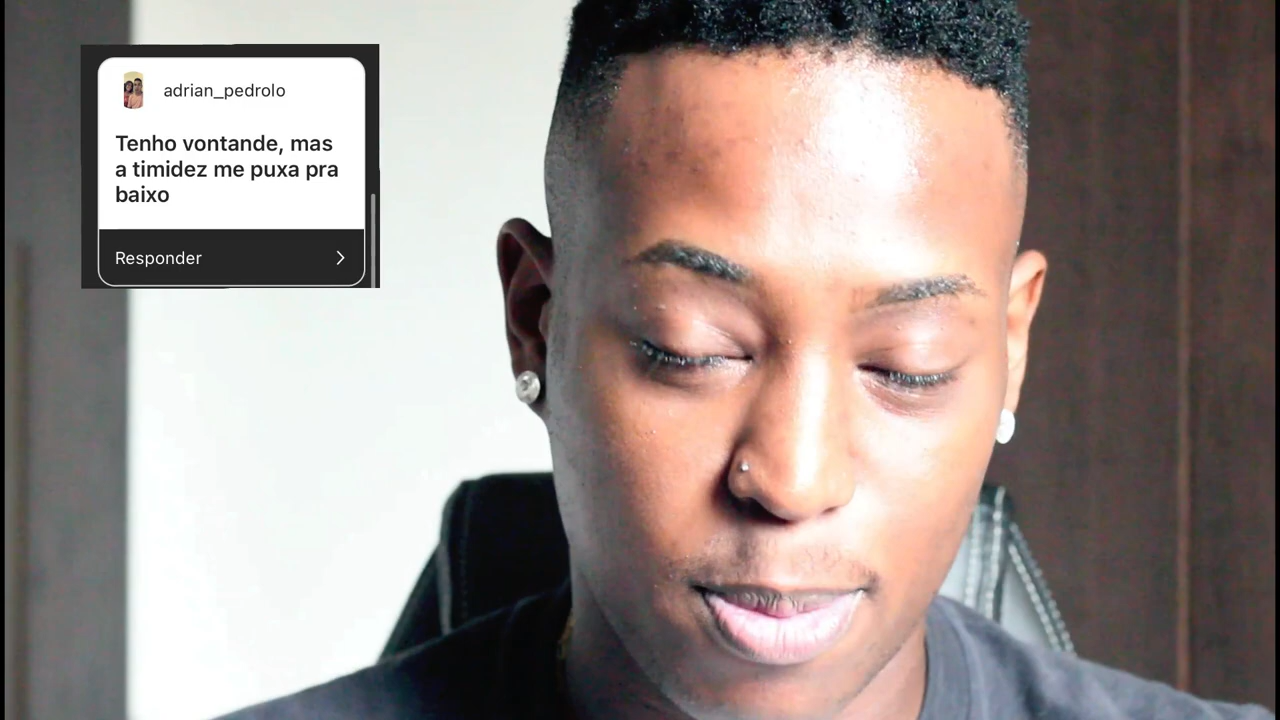 adrian_pedrolo
Tenho vontande, mas
a timidez me puxa pra
baixo
Responder